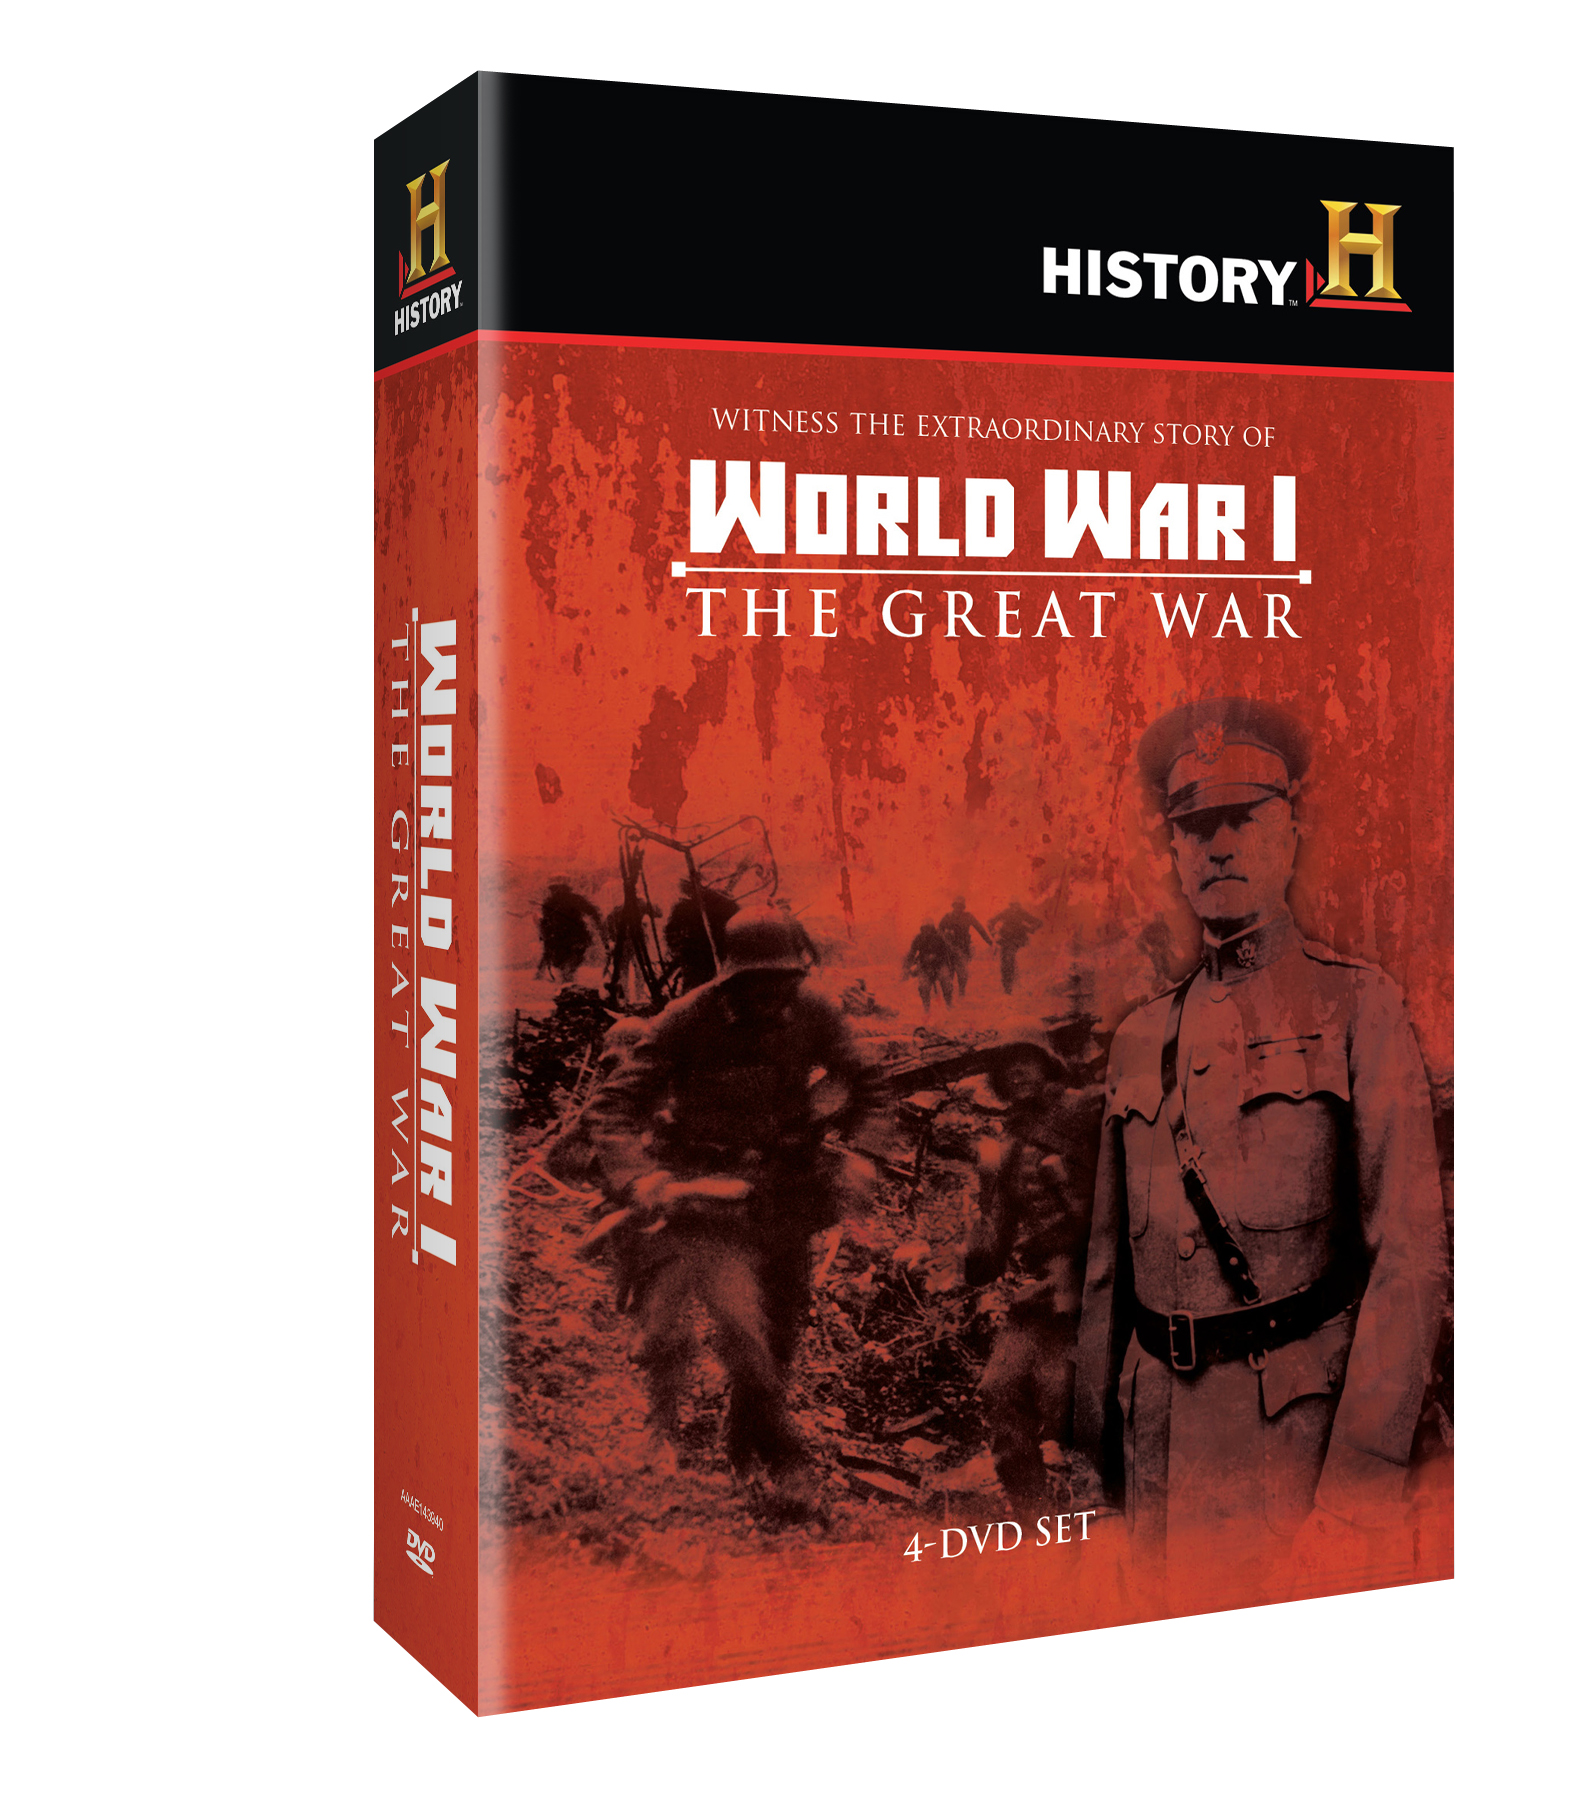 HISTORY
HISTORY
WITNESS THE EXTRAORDINARY STORY OF
WORLD WAR I
THE GREAT WAR
4-DVD SET
WORLD WAR I
THE GREAT WAR
AAAE143940
DVD